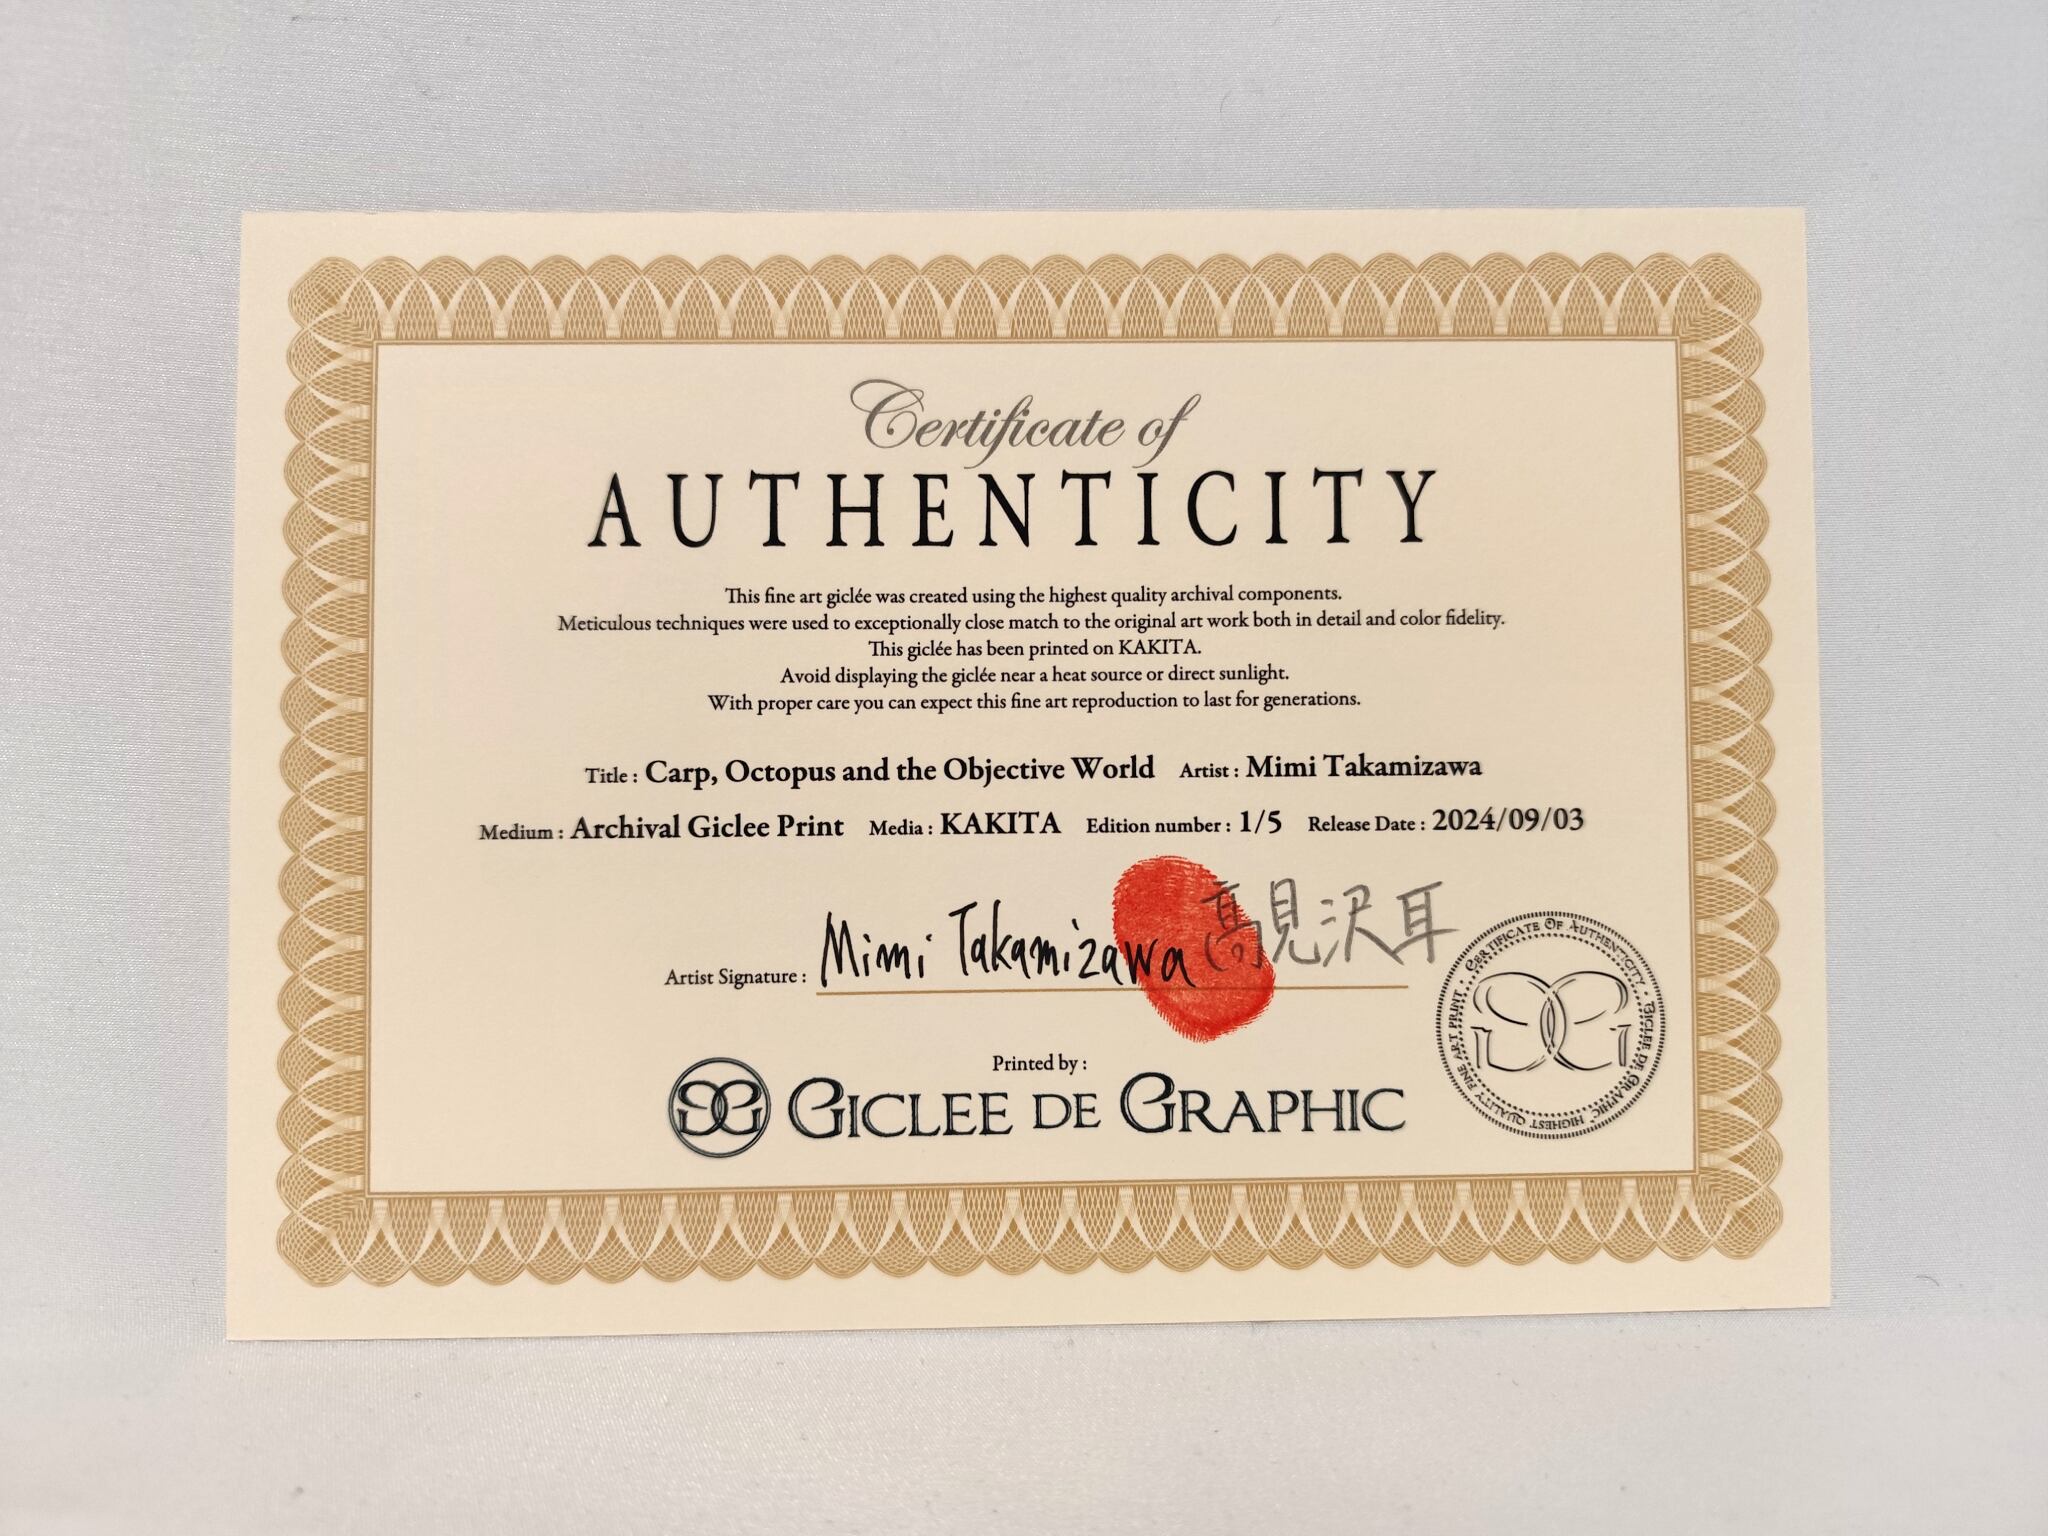 Certificate of
AUTHENTICITY
This fine art giclée was created using the highest quality archival components.
Meticulous techniques were used to exceptionally close match to the original art work both in detail and color fidelity.
This giclée has been printed on KAKITA.
Avoid displaying the giclée near a heat source or direct sunlight.
With proper care you can expect this fine art reproduction to last for generations.
Title : Carp, Octopus and the Objective World Artist : Mimi Takamizawa
Medium : Archival Giclee Print Media : KAKITA Edition number : 1/5 Release Date : 2024/09/03
Artist Signature : Mimi Takamizawa 高見沢耳
Printed by :
GICLEE DE GRAPHIC
CERTIFICATE OF AUTHENTICITY · GICLEE DE GRAPHIC · HIGHEST QUALITY FINE ART PRINT ·